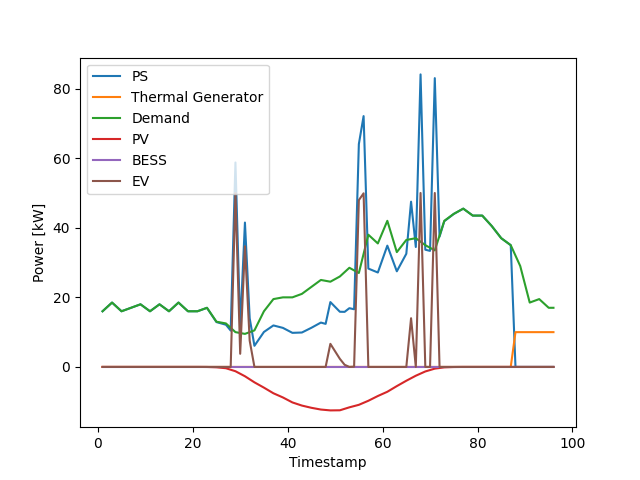 PS
Thermal Generator
Demand
PV
BESS
EV
Power [kW]
80
60
40
20
0
0 20 40 60 80 100
Timestamp